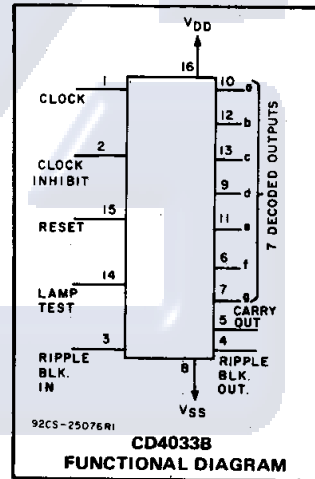 VDD
16
1
CLOCK
2
CLOCK
INHIBIT
15
RESET
14
LAMP
TEST
3
RIPPLE
BLK.
IN
10 a
12 b
13 c
9 d
11 e
6 f
7 g
7 DECODED OUTPUTS
5 CARRY
OUT
4
RIPPLE
BLK.
OUT.
8
VSS
92CS-25076R1
CD4033B
FUNCTIONAL DIAGRAM